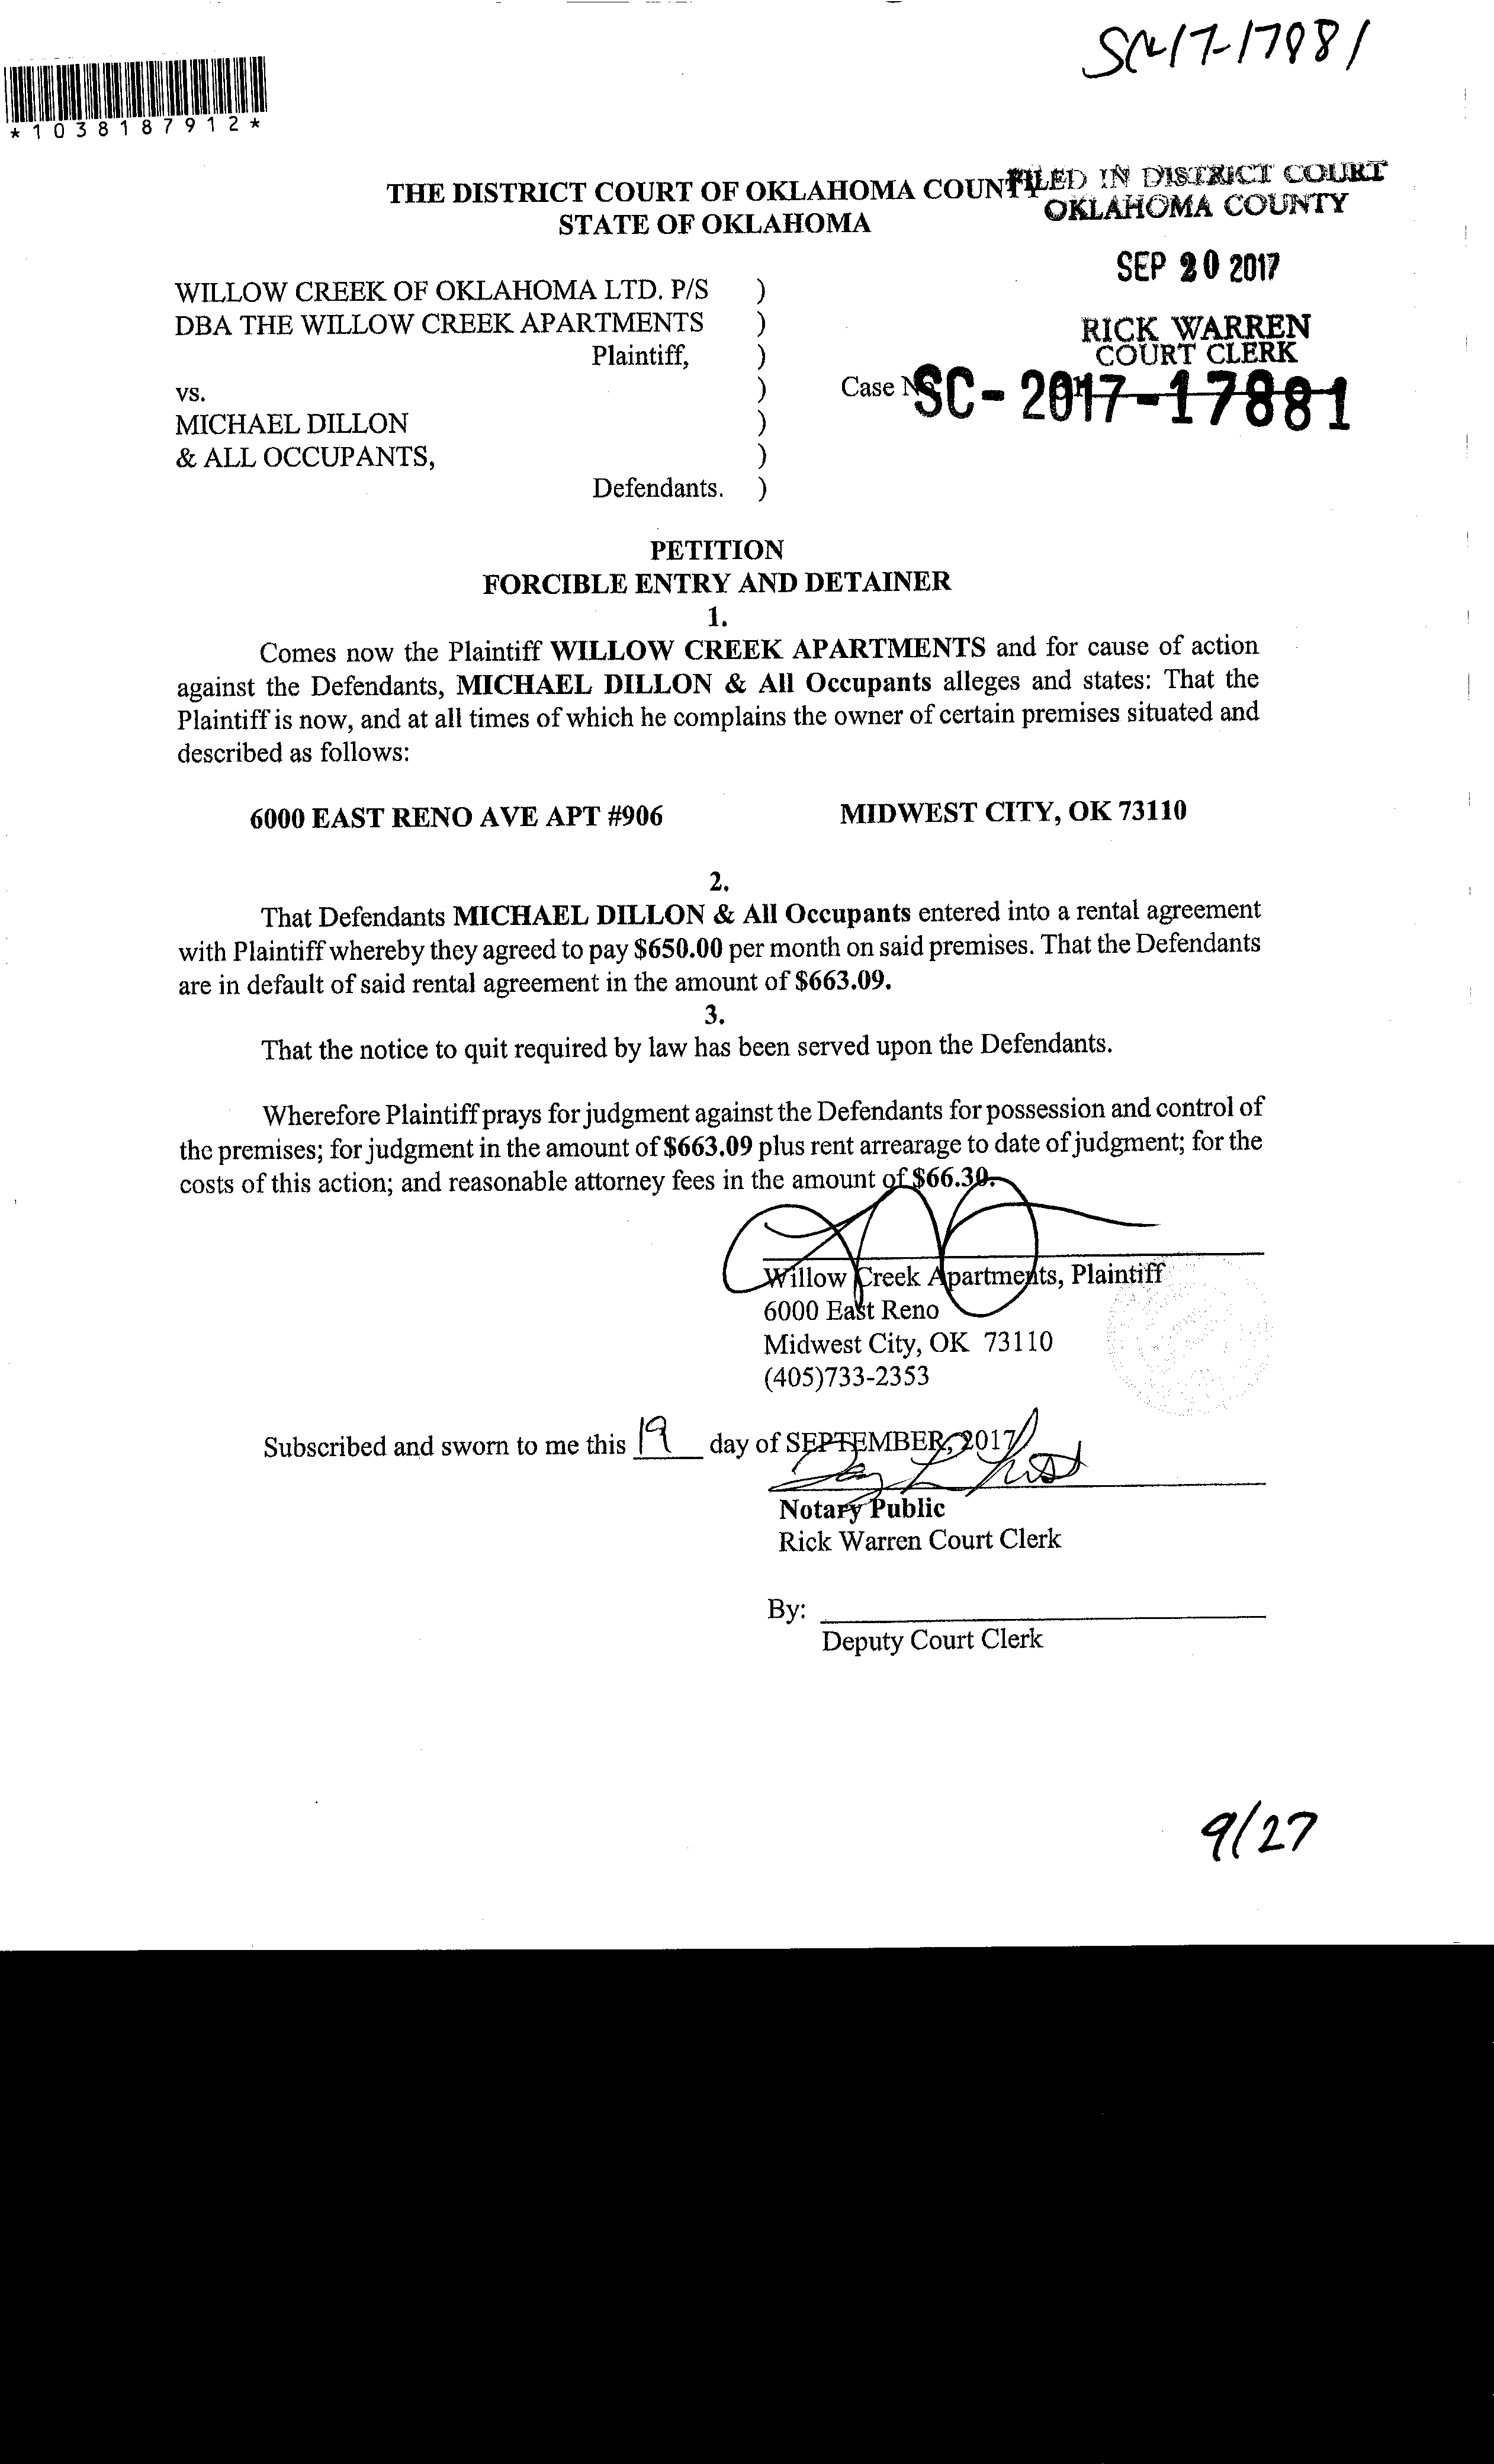 SC-17-17881
*1038187912*
FILED IN DISTRICT COURT
OKLAHOMA COUNTY
THE DISTRICT COURT OF OKLAHOMA COUNTY
STATE OF OKLAHOMA
SEP 20 2017
RICK WARREN
COURT CLERK
WILLOW CREEK OF OKLAHOMA LTD. P/S )
DBA THE WILLOW CREEK APARTMENTS )
Plaintiff, )
vs. ) Case No. SC-2017-17881
MICHAEL DILLON )
& ALL OCCUPANTS, )
Defendants. )
PETITION
FORCIBLE ENTRY AND DETAINER
1.
Comes now the Plaintiff WILLOW CREEK APARTMENTS and for cause of action
against the Defendants, MICHAEL DILLON & All Occupants alleges and states: That the
Plaintiff is now, and at all times of which he complains the owner of certain premises situated and
described as follows:
6000 EAST RENO AVE APT #906 MIDWEST CITY, OK 73110
2.
That Defendants MICHAEL DILLON & All Occupants entered into a rental agreement
with Plaintiff whereby they agreed to pay $650.00 per month on said premises. That the Defendants
are in default of said rental agreement in the amount of $663.09.
3.
That the notice to quit required by law has been served upon the Defendants.
Wherefore Plaintiff prays for judgment against the Defendants for possession and control of
the premises; for judgment in the amount of $663.09 plus rent arrearage to date of judgment; for the
costs of this action; and reasonable attorney fees in the amount of $66.30.
Willow Creek Apartments, Plaintiff
6000 East Reno
Midwest City, OK 73110
(405)733-2353
Subscribed and sworn to me this 19 day of SEPTEMBER, 2017
Notary Public
Rick Warren Court Clerk
By:
Deputy Court Clerk
9/27